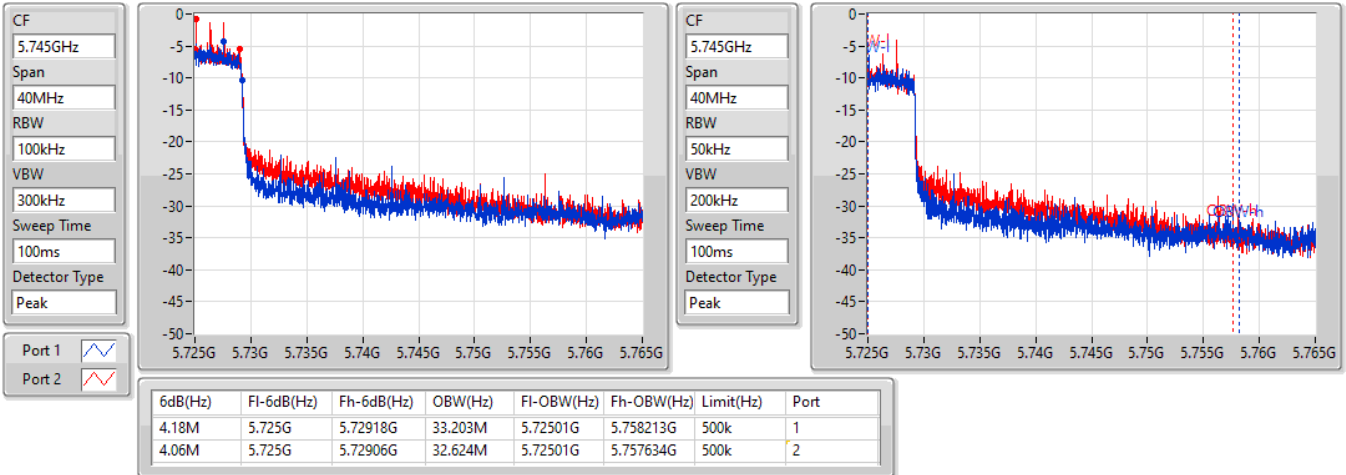 CF
5.745GHz
Span
40MHz
RBW
100kHz
VBW
300kHz
Sweep Time
100ms
Detector Type
Peak
Port 1
Port 2
0
-5
-10
-15
-20
-25
-30
-35
-40
-45
-50
5.725G 5.73G 5.735G 5.74G 5.745G 5.75G 5.755G 5.76G 5.765G
CF
5.745GHz
Span
40MHz
RBW
50kHz
VBW
200kHz
Sweep Time
100ms
Detector Type
Peak
0
-5
-10
-15
-20
-25
-30
-35
-40
-45
-50
5.725G 5.73G 5.735G 5.74G 5.745G 5.75G 5.755G 5.76G 5.765G
6dB(Hz) Fl-6dB(Hz) Fh-6dB(Hz) OBW(Hz) Fl-OBW(Hz) Fh-OBW(Hz) Limit(Hz) Port
4.18M 5.725G 5.72918G 33.203M 5.72501G 5.758213G 500k 1
4.06M 5.725G 5.72906G 32.624M 5.72501G 5.757634G 500k 2